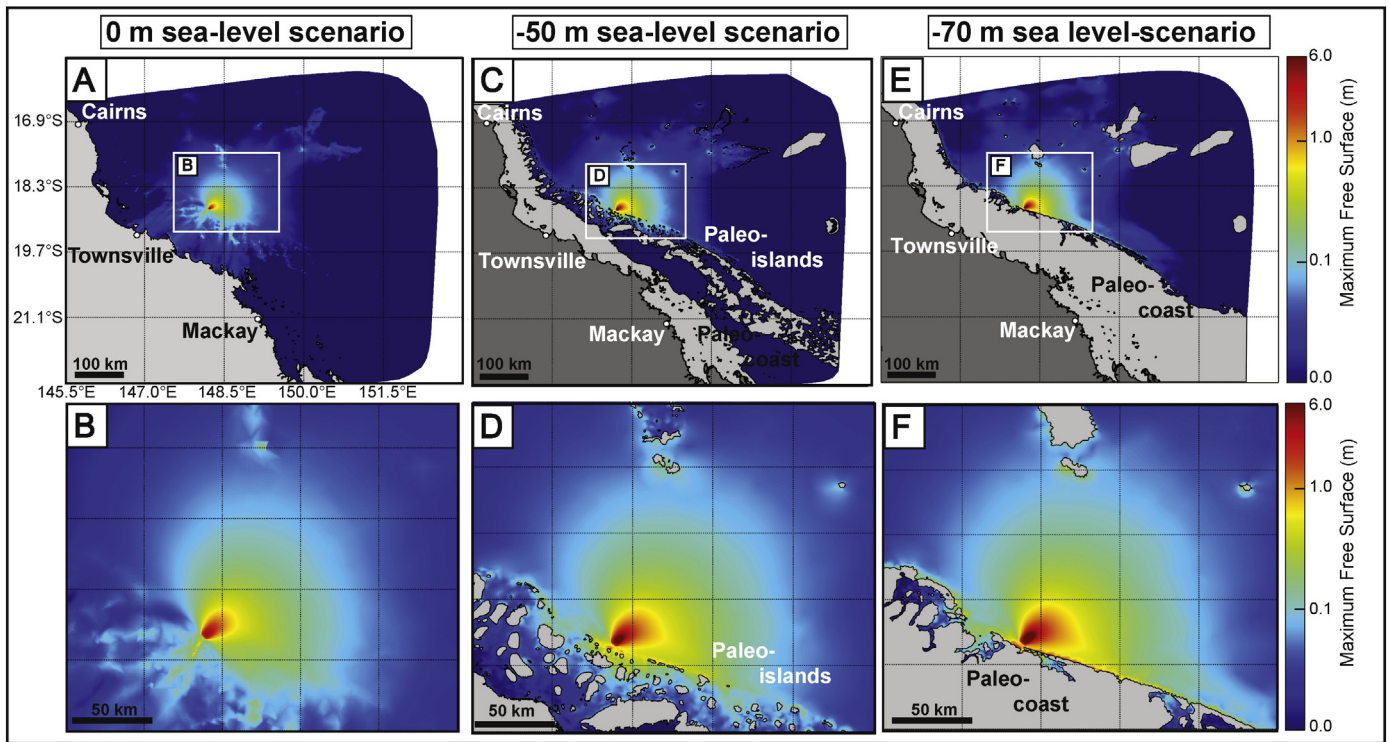 0 m sea-level scenario
-50 m sea-level scenario
-70 m sea level-scenario
A
Cairns
16.9°S
B
18.3°S
19.7°S
Townsville
21.1°S
Mackay
100 km
145.5°E
147.0°E
148.5°E
150.0°E
151.5°E
C
Cairns
D
Townsville
Paleo-
islands
Mackay
Paleo-
coast
100 km
E
Cairns
F
Townsville
Paleo-
coast
Mackay
100 km
6.0
1.0
0.1
0.0
Maximum Free Surface (m)
B
50 km
D
Paleo-
islands
50 km
F
Paleo-
coast
50 km
6.0
1.0
0.1
0.0
Maximum Free Surface (m)